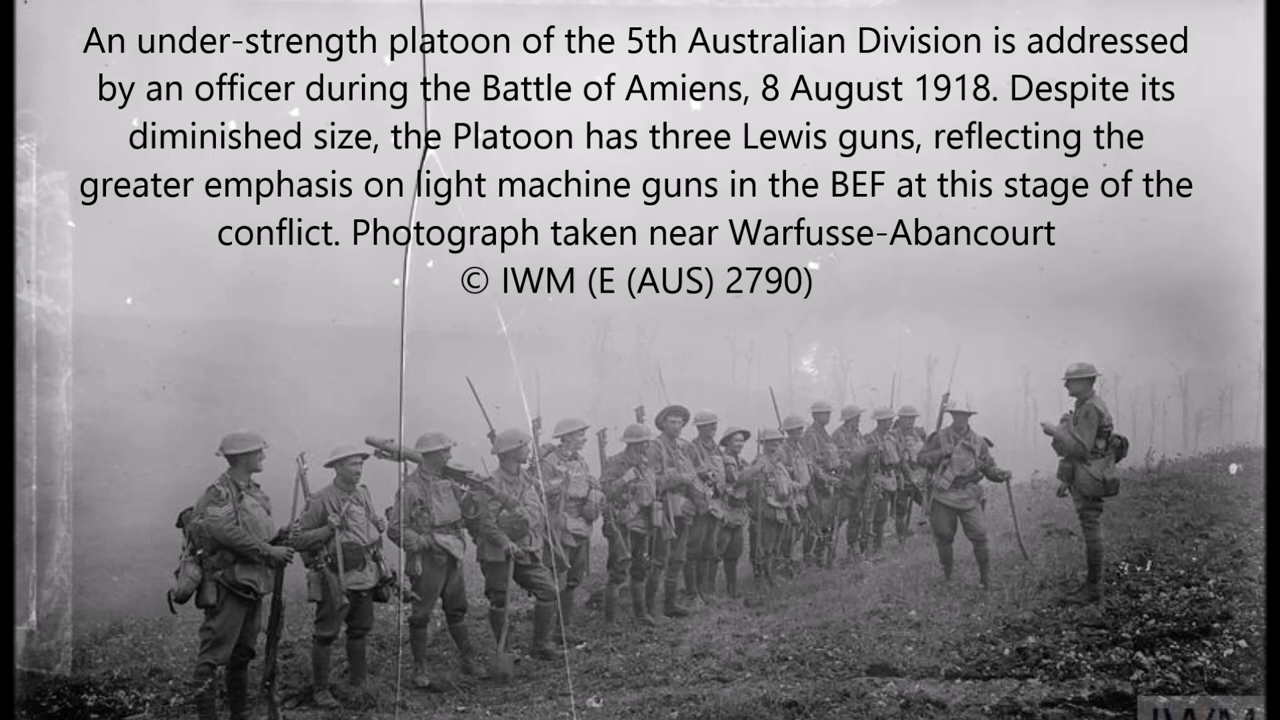 An under-strength platoon of the 5th Australian Division is addressed
by an officer during the Battle of Amiens, 8 August 1918. Despite its
diminished size, the Platoon has three Lewis guns, reflecting the
greater emphasis on light machine guns in the BEF at this stage of the
conflict. Photograph taken near Warfusse-Abancourt
© IWM (E (AUS) 2790)